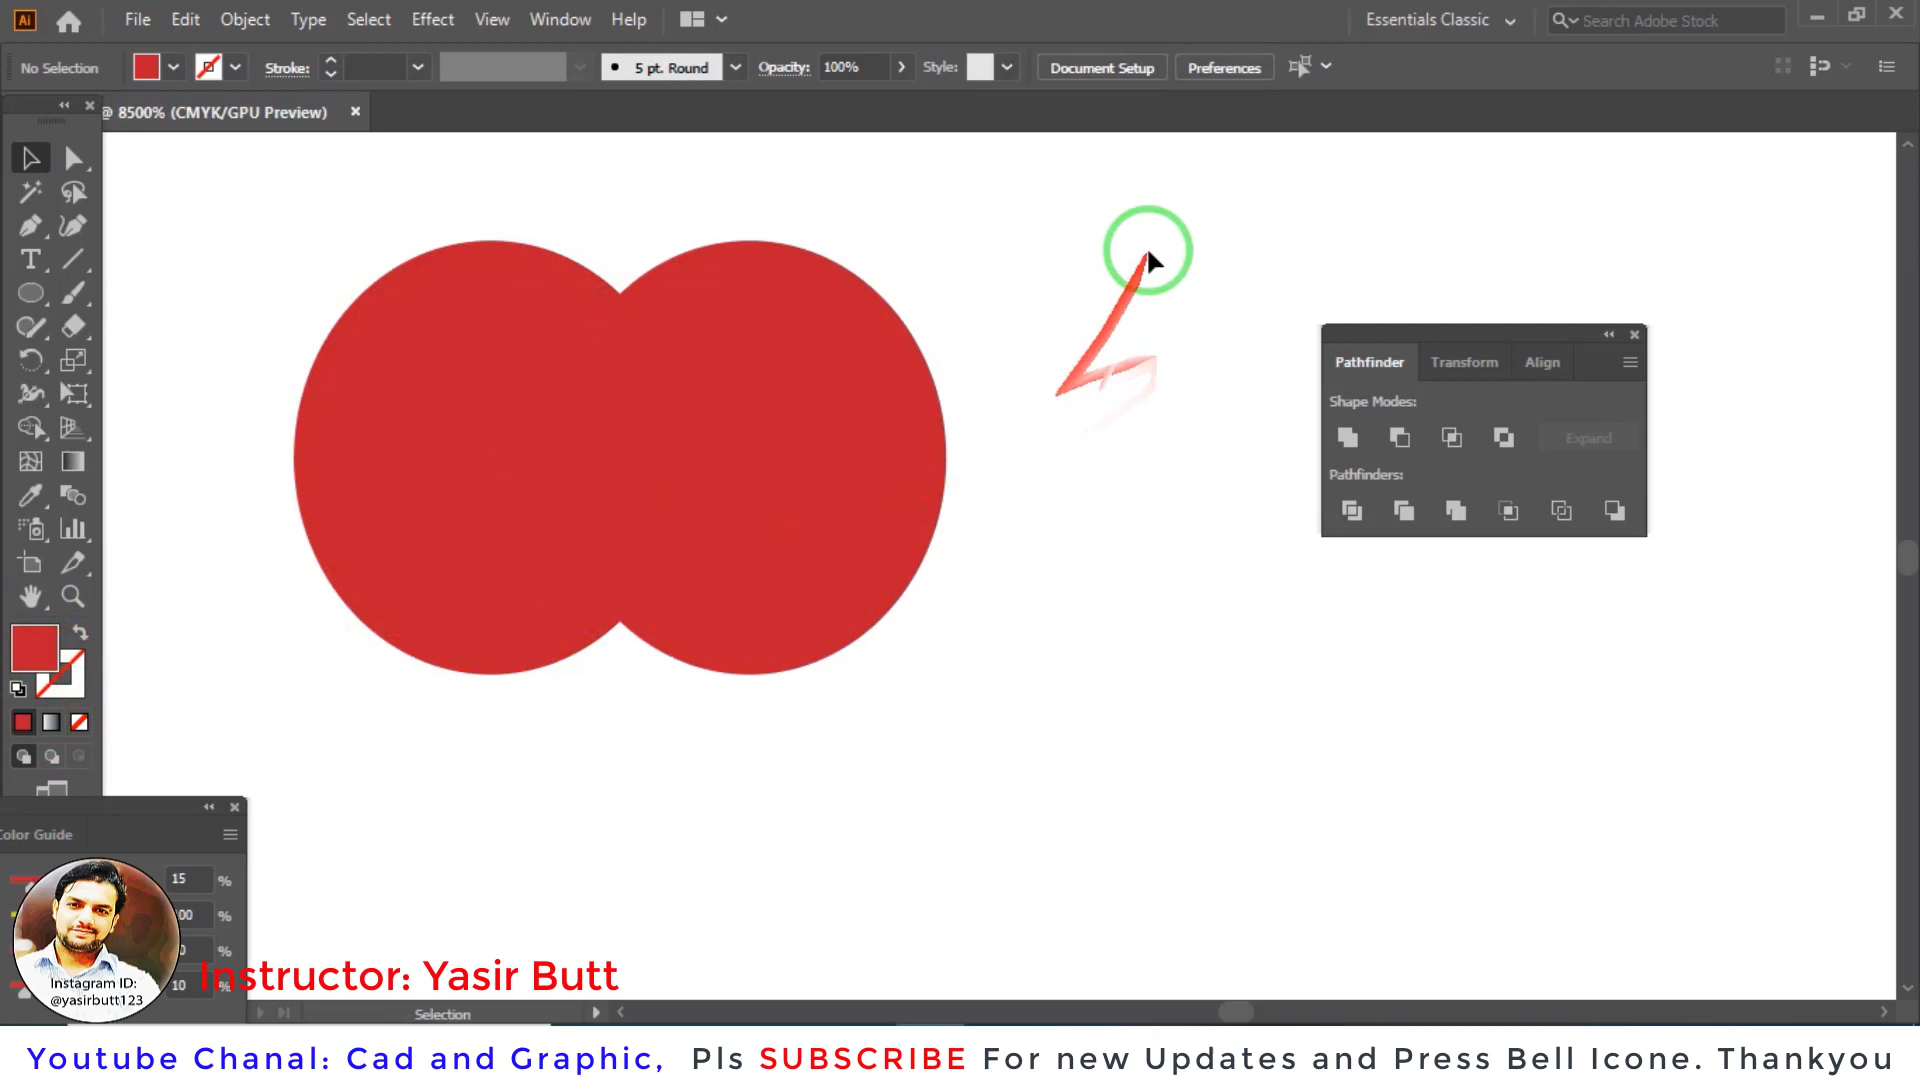 Ai File Edit Object Type Select Effect View Window Help Essentials Classic Search Adobe Stock
No Selection Stroke: 5 pt. Round Opacity: 100% Style: Document Setup Preferences
@ 8500% (CMYK/GPU Preview)
Pathfinder Transform Align
Shape Modes:
Expand
Pathfinders:
Color Guide
15 %
00 %
0 %
10 %
Instagram ID:
@yasirbutt123
Instructor: Yasir Butt
Selection
Youtube Chanal: Cad and Graphic, Pls SUBSCRIBE For new Updates and Press Bell Icone. Thankyou